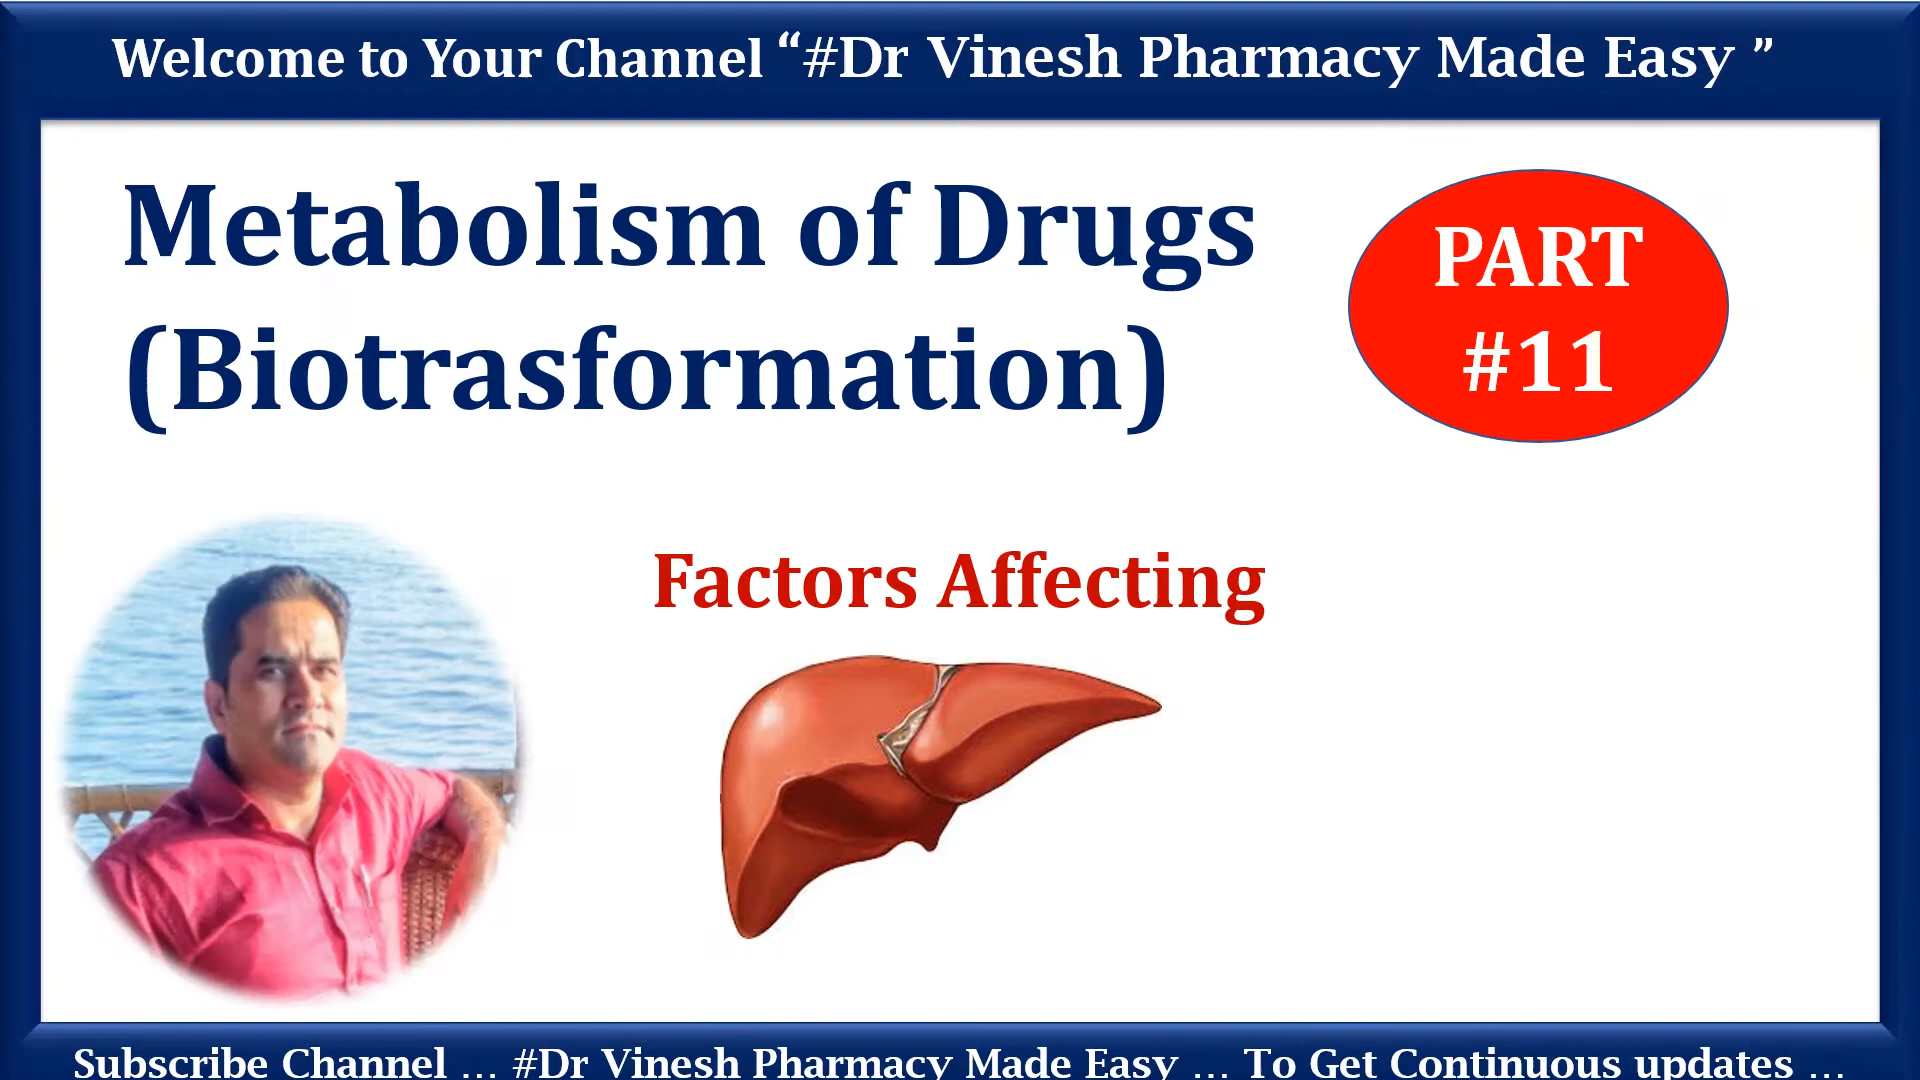 Welcome to Your Channel “#Dr Vinesh Pharmacy Made Easy ”
Metabolism of Drugs
(Biotrasformation)
PART
#11
Factors Affecting
Subscribe Channel ... #Dr Vinesh Pharmacy Made Easy ... To Get Continuous updates ...